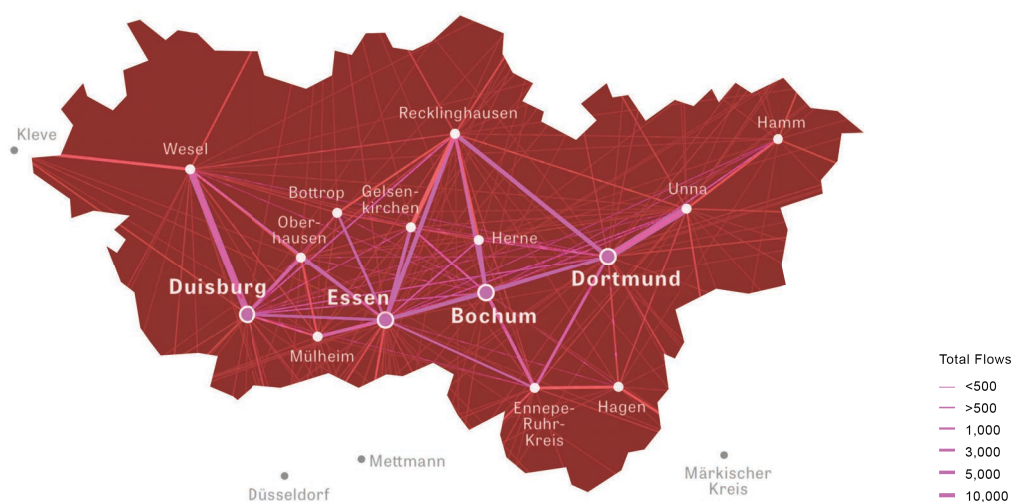 Recklinghausen
Hamm
Kleve
Wesel
Bottrop
Gelsen-
kirchen
Unna
Ober-
hausen
Herne
Duisburg
Essen
Dortmund
Bochum
Mülheim
Ennepe-
Ruhr-
Kreis
Hagen
Mettmann
Düsseldorf
Märkischer
Kreis
Total Flows
<500
>500
1,000
3,000
5,000
10,000